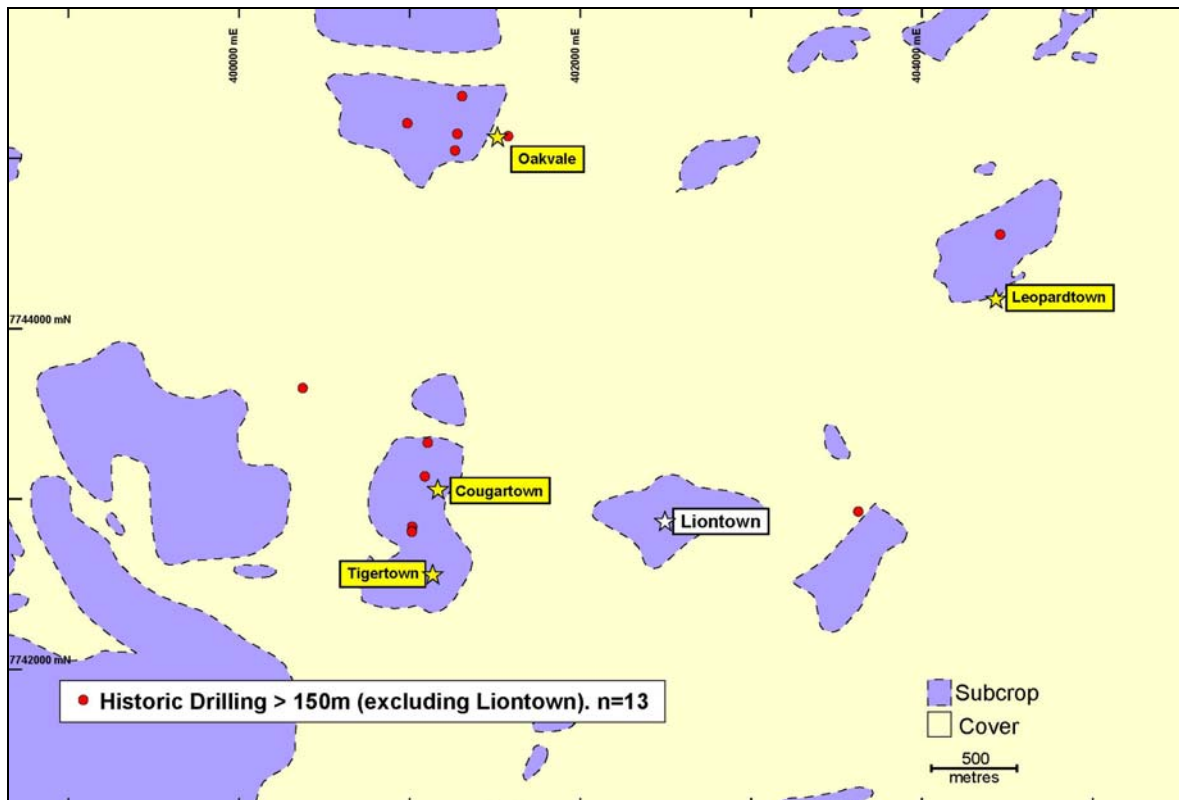 400000 mE
402000 mE
404000 mE
Oakvale
Leopardtown
7744000 mN
Cougartown
Liontown
Tigertown
7742000 mN
Historic Drilling > 150m (excluding Liontown). n=13
Subcrop
Cover
500
metres